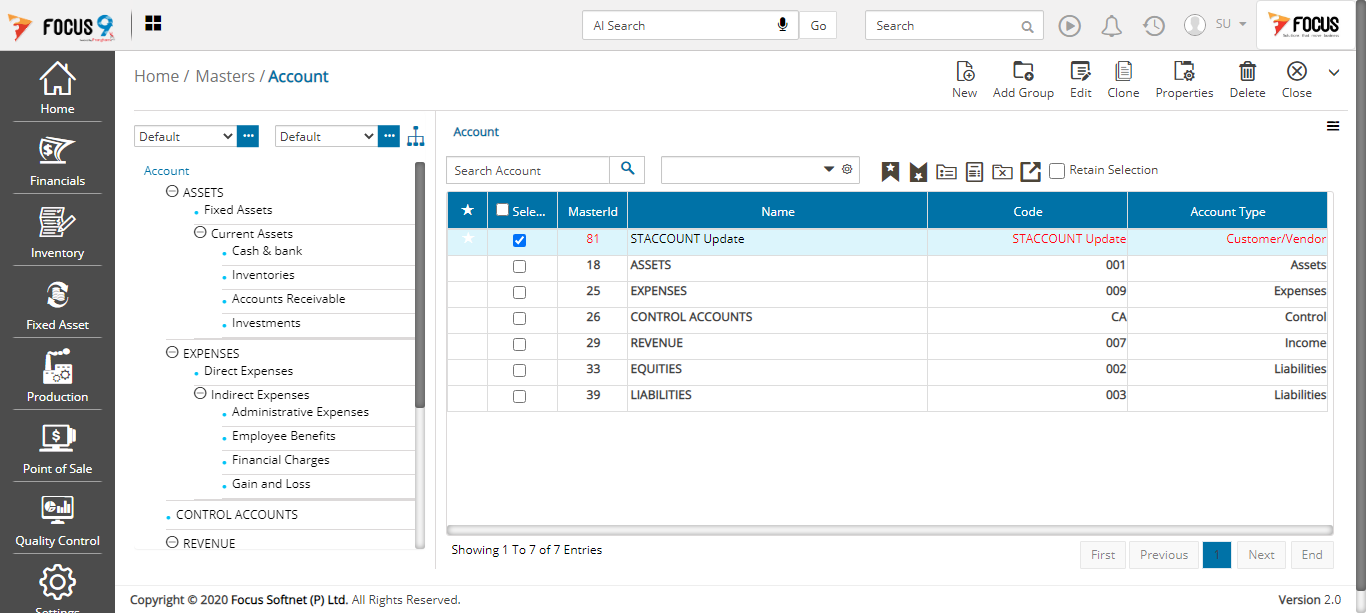 FOCUS 9
AI Search
Go
Search
SU
FOCUS
Home / Masters / Account
New
Add Group
Edit
Clone
Properties
Delete
Close
Home
Financials
Inventory
Fixed Asset
Production
Point of Sale
Quality Control
Settings
Default
Default
Account
ASSETS
Fixed Assets
Current Assets
Cash & bank
Inventories
Accounts Receivable
Investments
EXPENSES
Direct Expenses
Indirect Expenses
Administrative Expenses
Employee Benefits
Financial Charges
Gain and Loss
CONTROL ACCOUNTS
REVENUE
Account
Search Account
Retain Selection
Sele... MasterId Name Code Account Type
81 STACCOUNT Update STACCOUNT Update Customer/Vendor
18 ASSETS 001 Assets
25 EXPENSES 009 Expenses
26 CONTROL ACCOUNTS CA Control
29 REVENUE 007 Income
33 EQUITIES 002 Liabilities
39 LIABILITIES 003 Liabilities
Showing 1 To 7 of 7 Entries
First Previous 1 Next End
Copyright © 2020 Focus Softnet (P) Ltd. All Rights Reserved.
Version 2.0